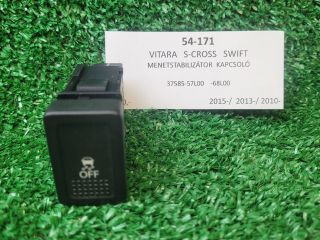 54-171
VITARA S-CROSS SWIFT
MENETSTABILIZÁTOR KAPCSOLÓ
37585-57L00 -68L00
2015-/ 2013-/ 2010-
OFF